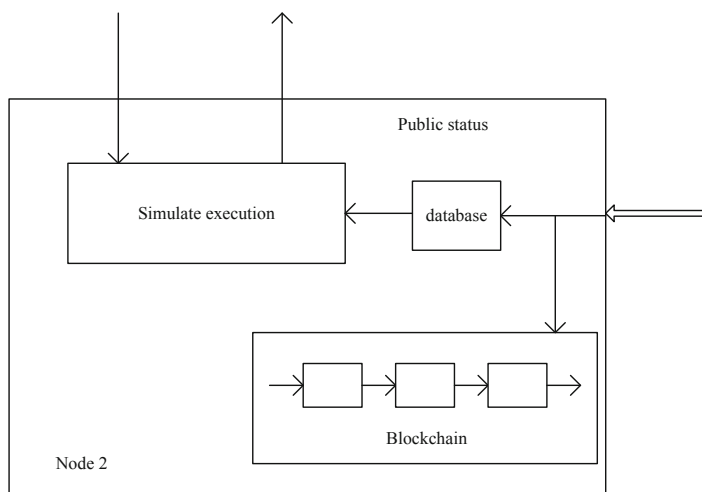 Public status
Simulate execution
database
Blockchain
Node 2